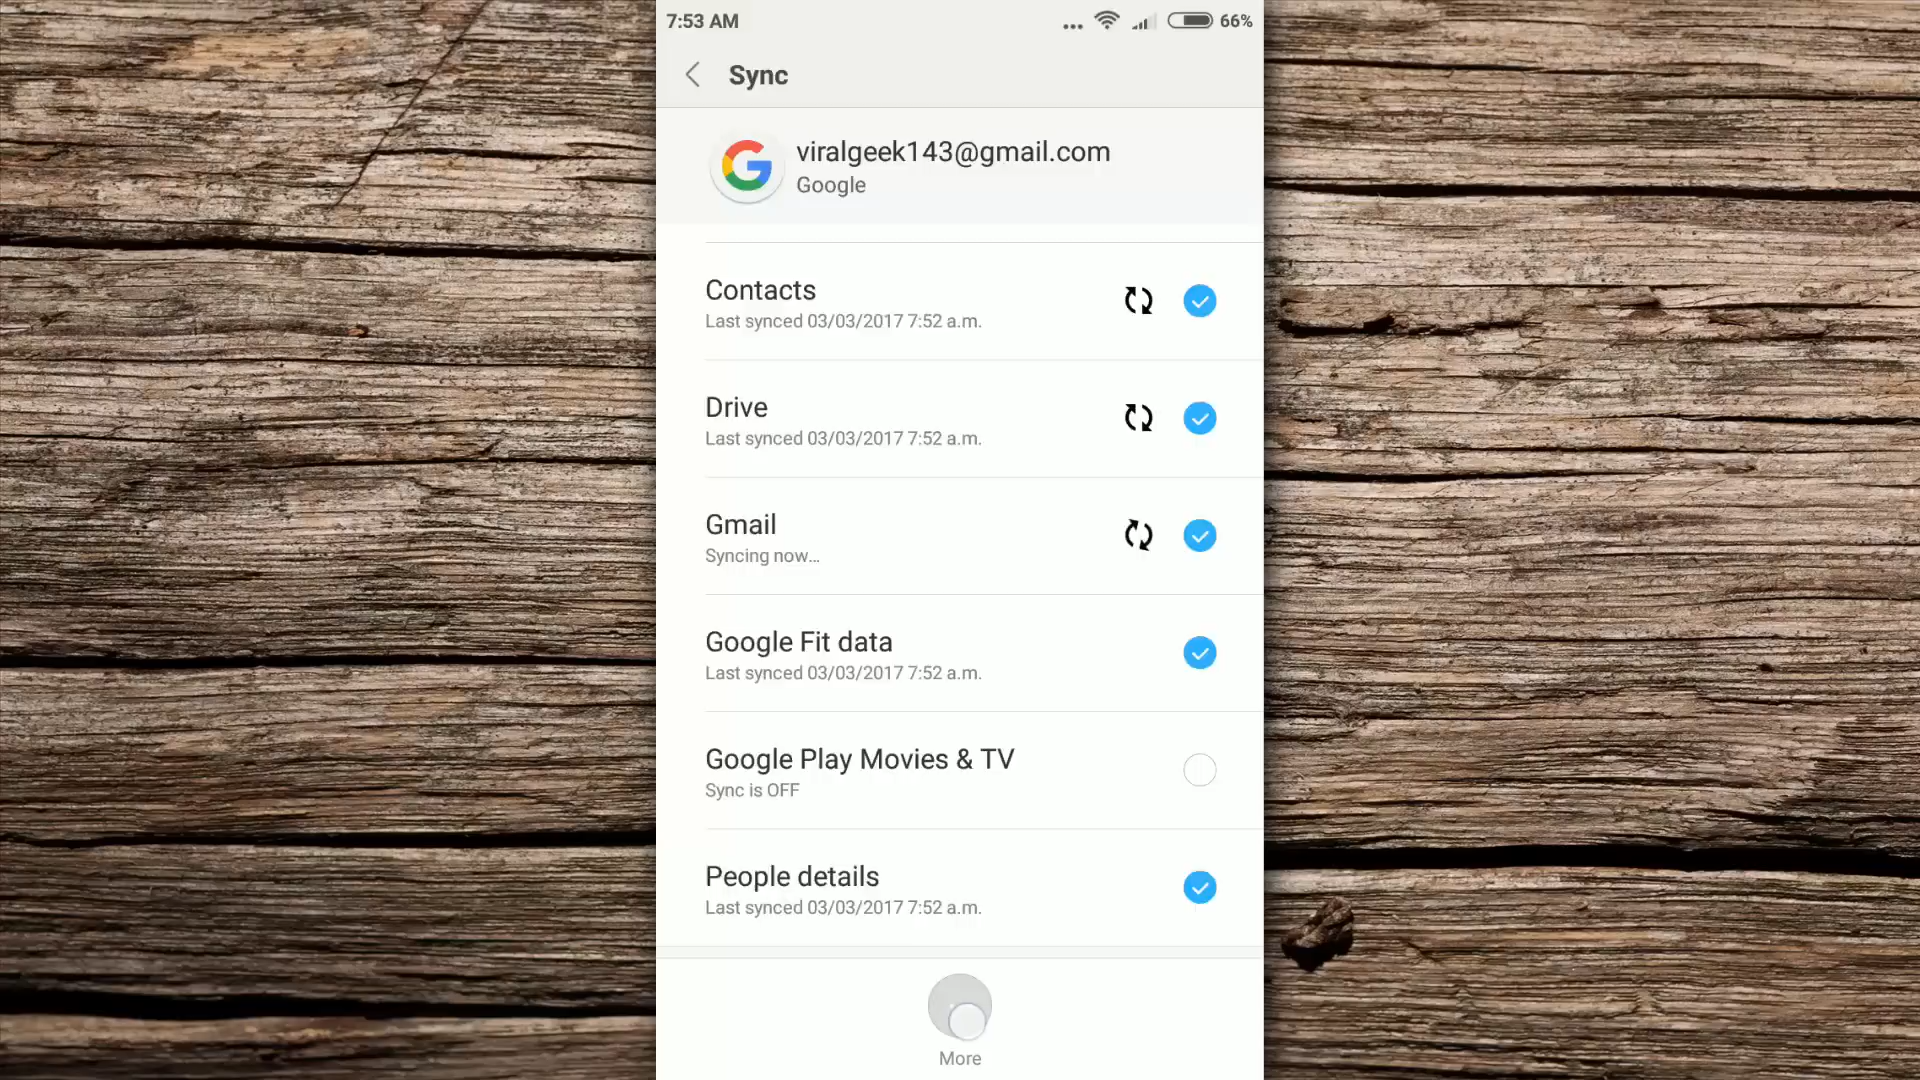 7:53 AM
66%
Sync
viralgeek143@gmail.com
Google
Contacts
Last synced 03/03/2017 7:52 a.m.
Drive
Last synced 03/03/2017 7:52 a.m.
Gmail
Syncing now...
Google Fit data
Last synced 03/03/2017 7:52 a.m.
Google Play Movies & TV
Sync is OFF
People details
Last synced 03/03/2017 7:52 a.m.
More